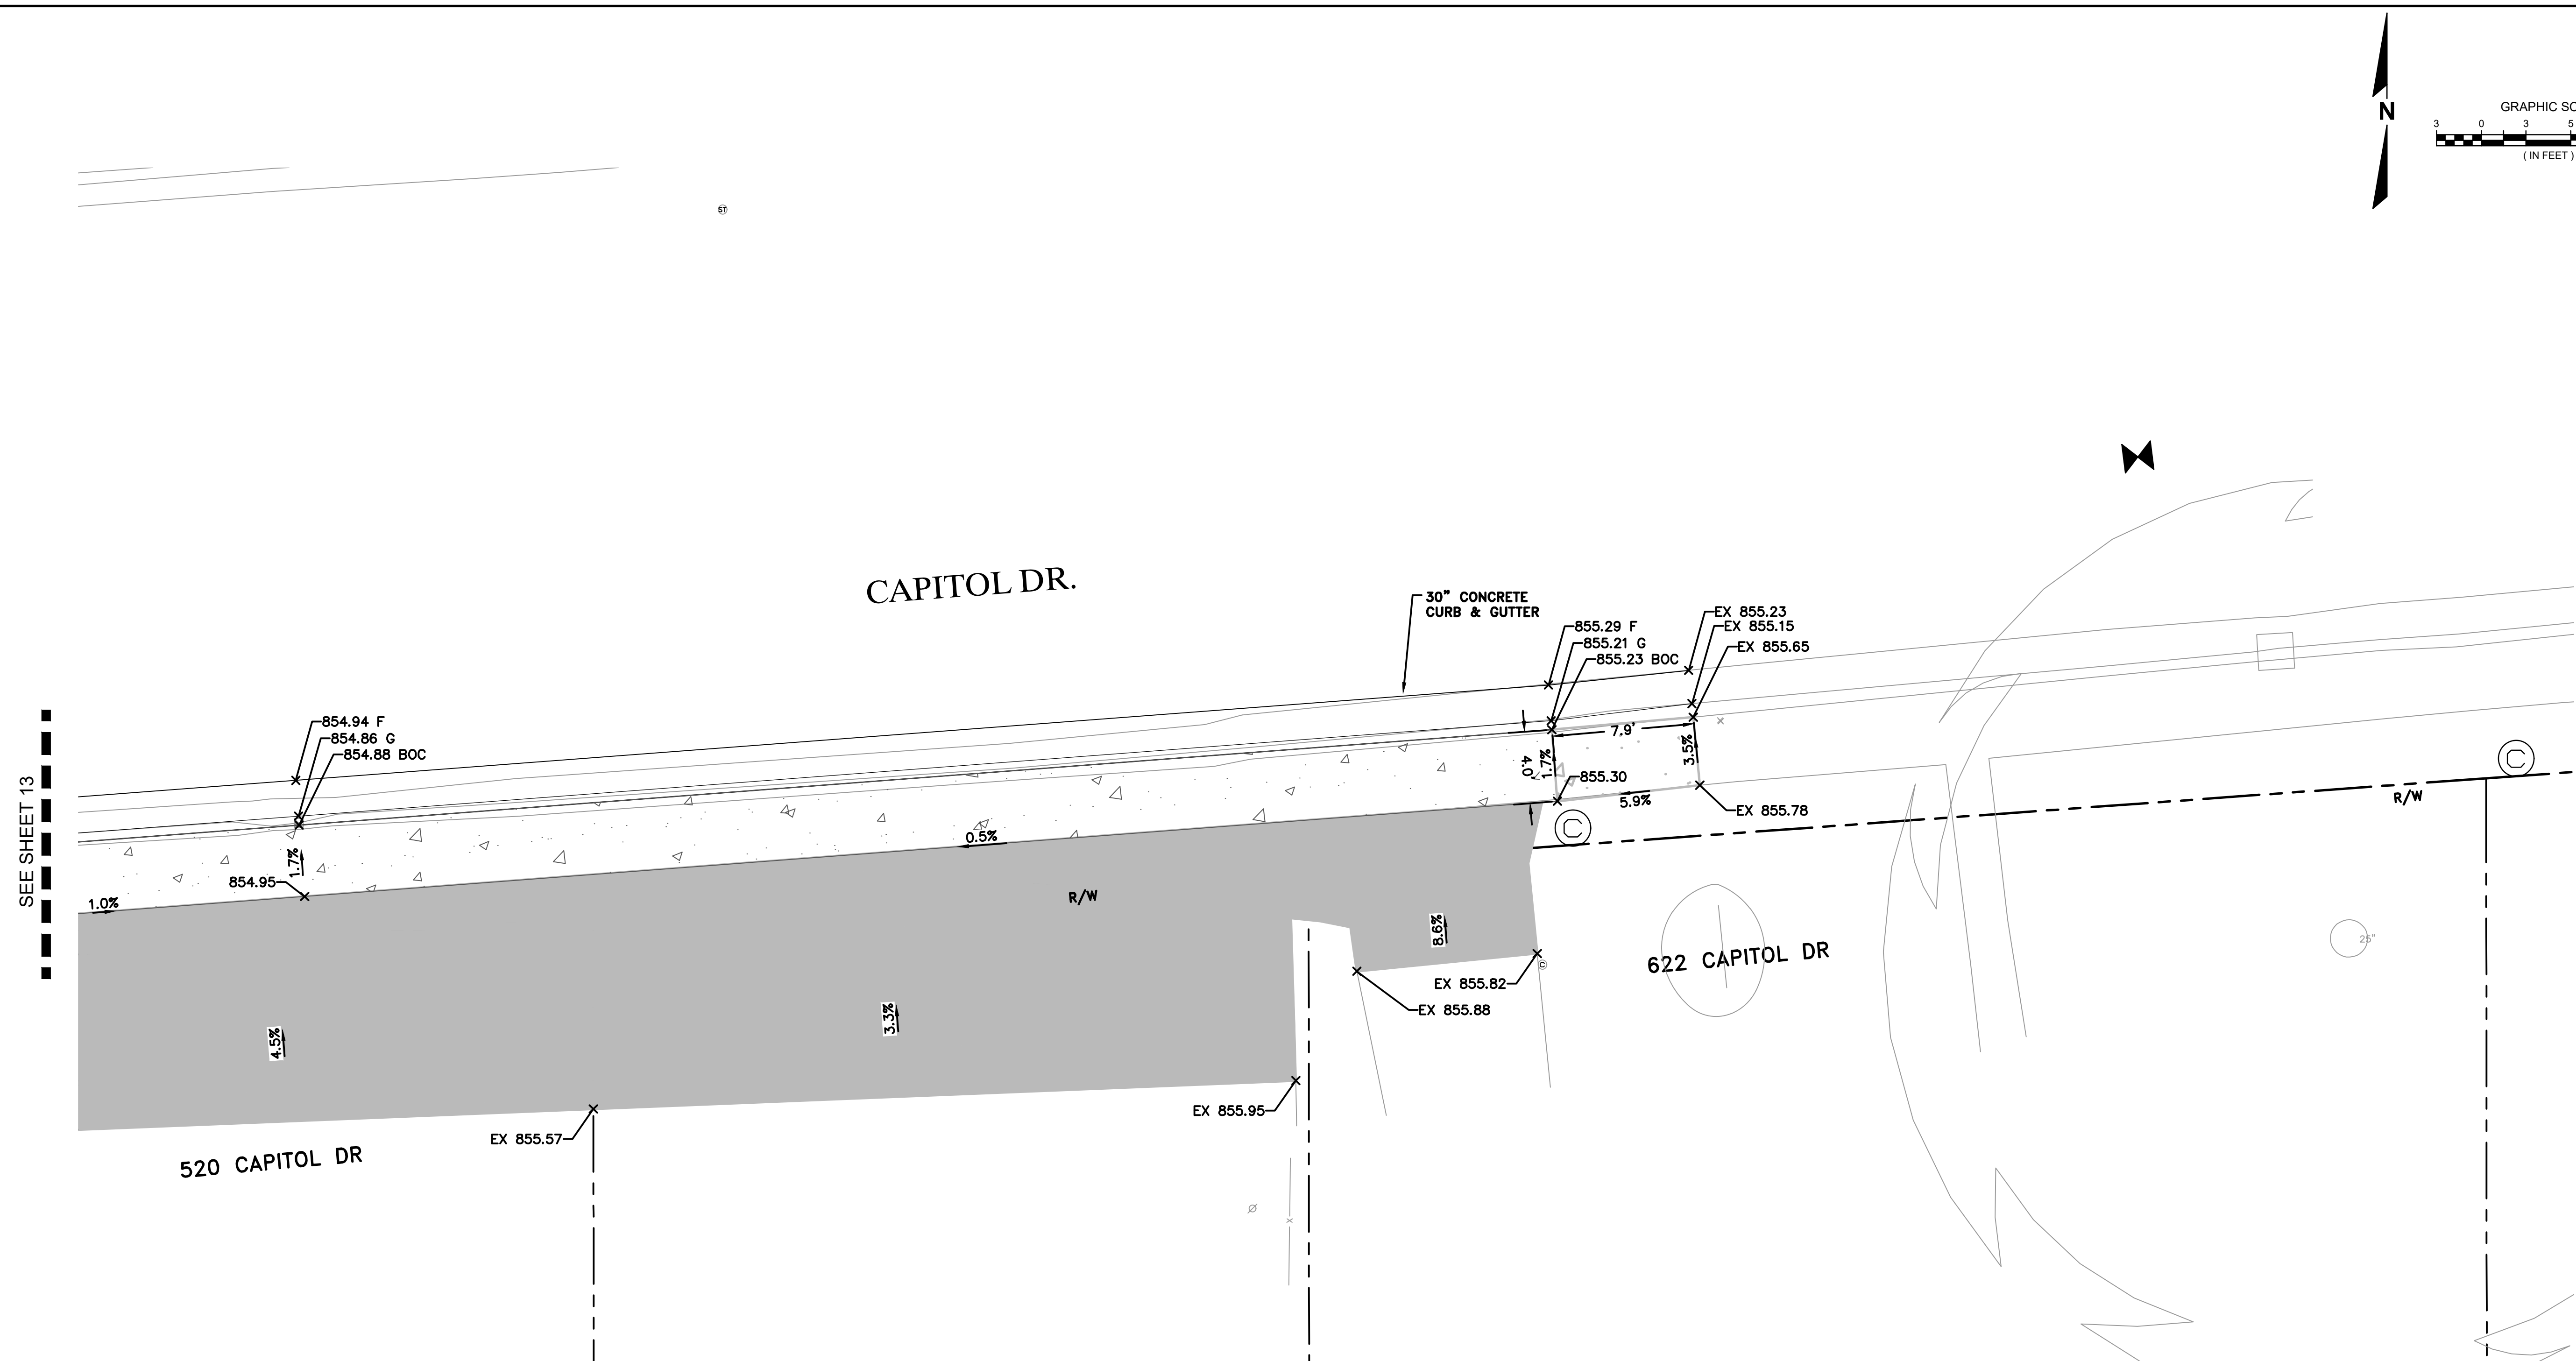 N
GRAPHIC SC
3 0 3 5
( IN FEET )
ST
CAPITOL DR.
30" CONCRETE
CURB & GUTTER
855.29 F
855.21 G
855.23 BOC
EX 855.23
EX 855.15
EX 855.65
7.9'
4.0'
1.7%
3.5%
855.30
5.9%
EX 855.78
C
C
R/W
854.94 F
854.86 G
854.88 BOC
SEE SHEET 13
1.7%
854.95
1.0%
0.5%
R/W
8.6%
EX 855.82
C
EX 855.88
622 CAPITOL DR
25"
4.5%
3.3%
EX 855.95
EX 855.57
520 CAPITOL DR